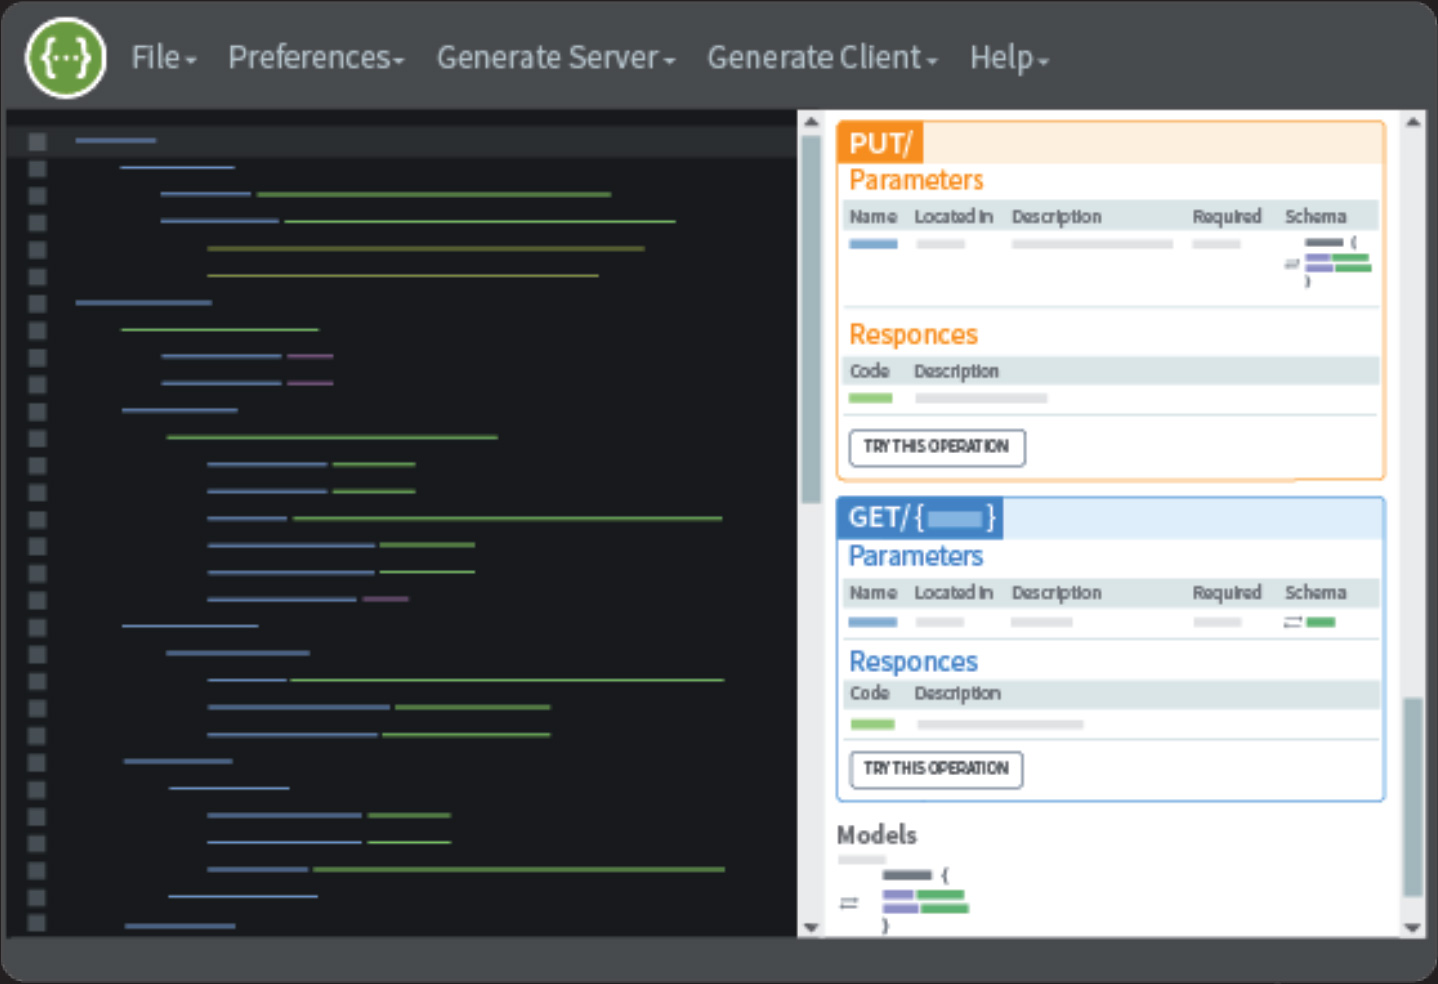 {···} File Preferences Generate Server Generate Client Help
PUT/
Parameters
Name Located in Description Required Schema
{
}
Responces
Code Description
TRY THIS OPERATION
GET/{ }
Parameters
Name Located in Description Required Schema
Responces
Code Description
TRY THIS OPERATION
Models
{
}